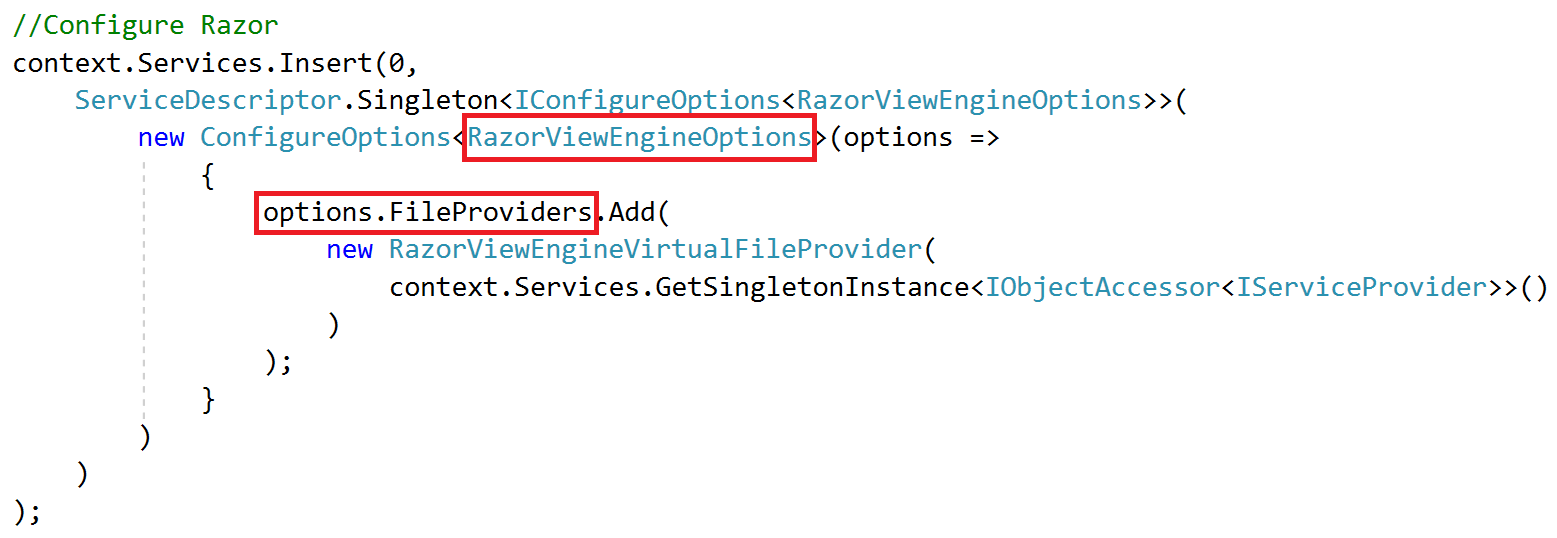 //Configure Razor
context.Services.Insert(0,
    ServiceDescriptor.Singleton<IConfigureOptions<RazorViewEngineOptions>>(
        new ConfigureOptions<RazorViewEngineOptions>(options =>
            {
                options.FileProviders.Add(
                    new RazorViewEngineVirtualFileProvider(
                        context.Services.GetSingletonInstance<IObjectAccessor<IServiceProvider>>()
                    )
                );
            }
        )
    )
);